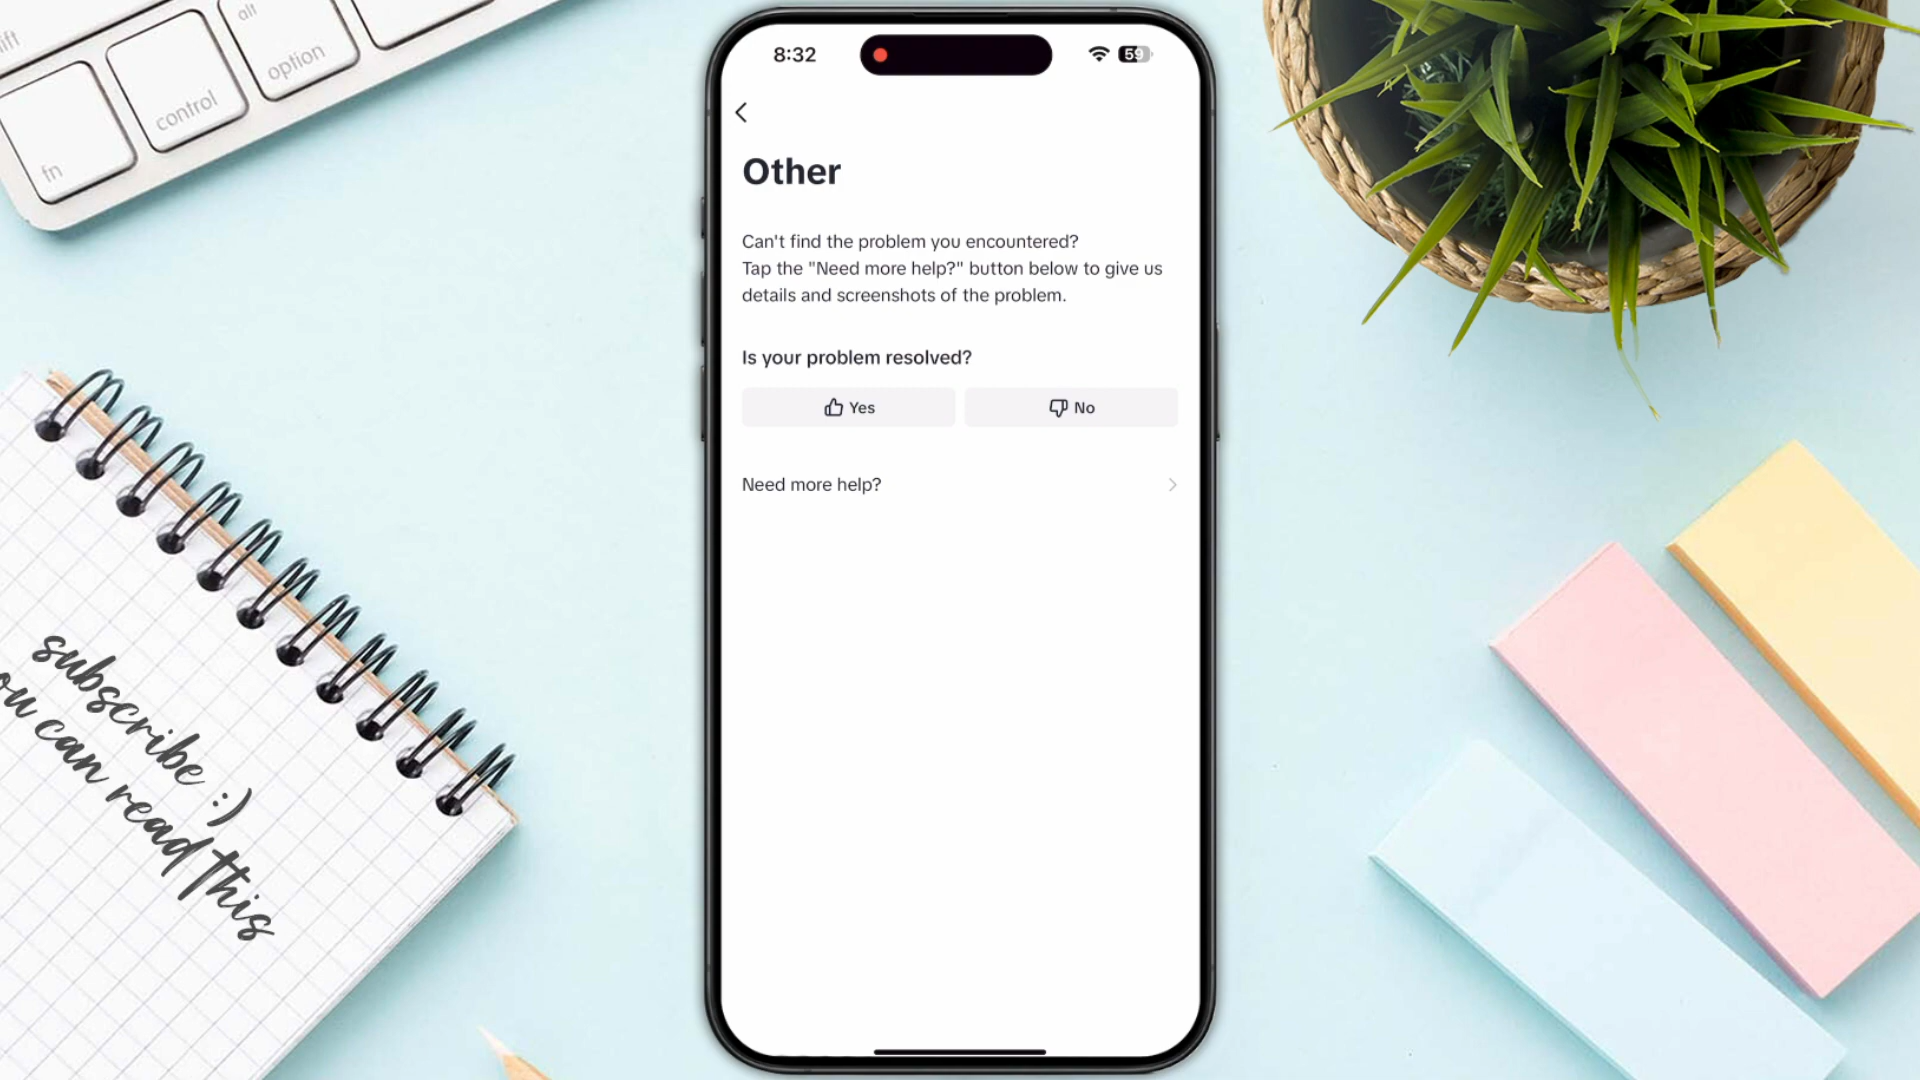 alt
ift
option
control
fn
8:32
59
Other
Can't find the problem you encountered?
Tap the "Need more help?" button below to give us
details and screenshots of the problem.
Is your problem resolved?
Yes
No
Need more help?
subscribe :)
ou can read this